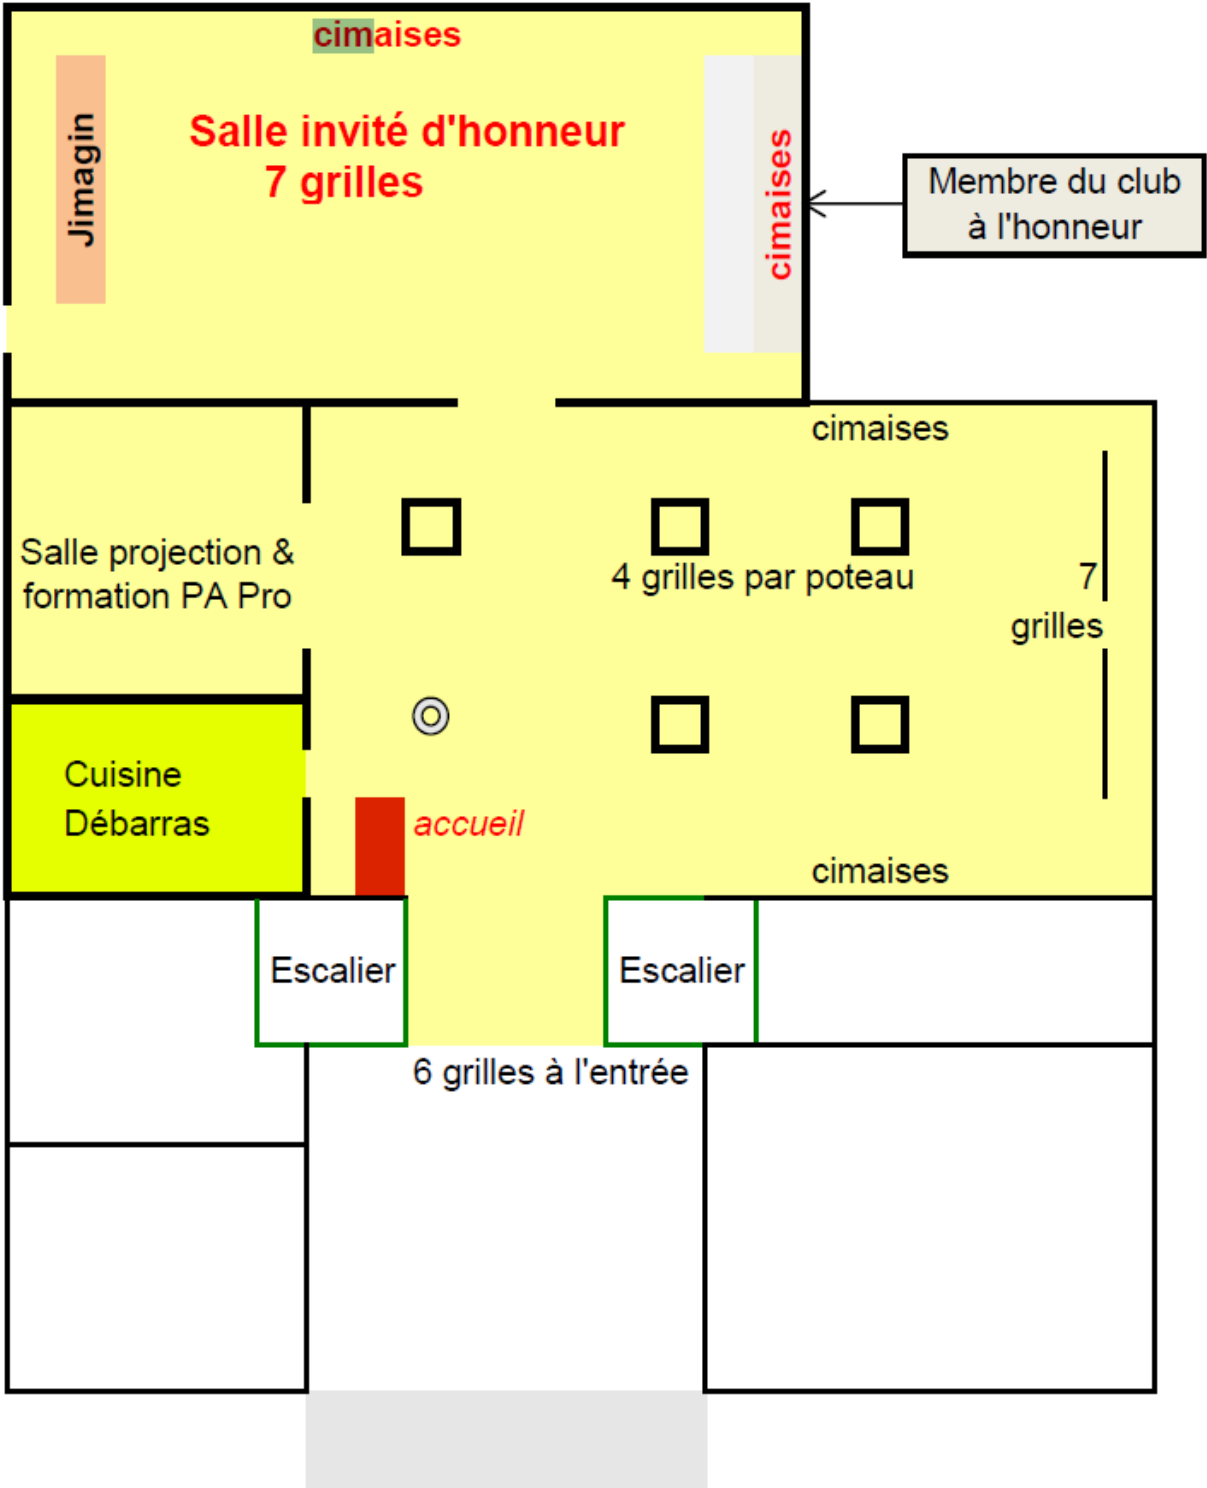 cimaises
Jimagin
Salle invité d'honneur
7 grilles
cimaises
Membre du club
à l'honneur
cimaises
Salle projection &
formation PA Pro
4 grilles par poteau
7
grilles
Cuisine
Débarras
accueil
cimaises
Escalier
Escalier
6 grilles à l'entrée